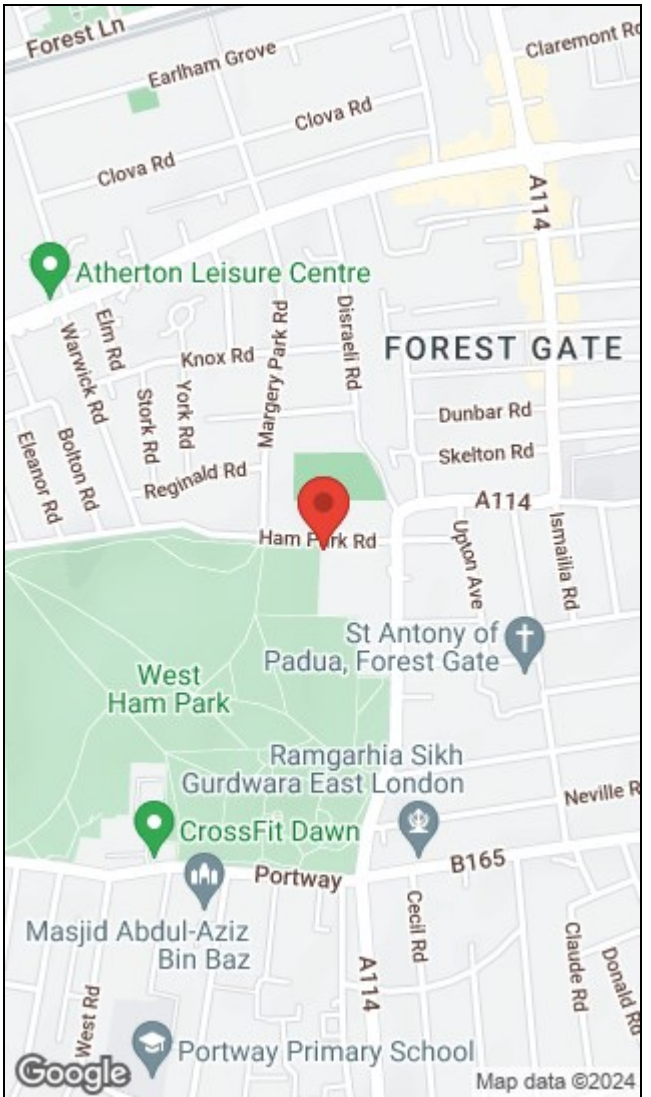 Forest Ln
Claremont Rd
Earlham Grove
Clova Rd
Clova Rd
A114
Atherton Leisure Centre
Elm Rd
Warwick Rd
Knox Rd
Margery Park Rd
Disraeli Rd
FOREST GATE
Stork Rd
York Rd
Dunbar Rd
Bolton Rd
Eleanor Rd
Reginald Rd
Skelton Rd
A114
Ham Park Rd
Upton Ave
Ismailia Rd
St Antony of
Padua, Forest Gate
West
Ham Park
Ramgarhia Sikh
Gurdwara East London
Neville R
CrossFit Dawn
Portway
B165
Masjid Abdul-Aziz
Bin Baz
Cecil Rd
A114
Claude Rd
Donald Rd
West Rd
Portway Primary School
Google
Map data ©2024